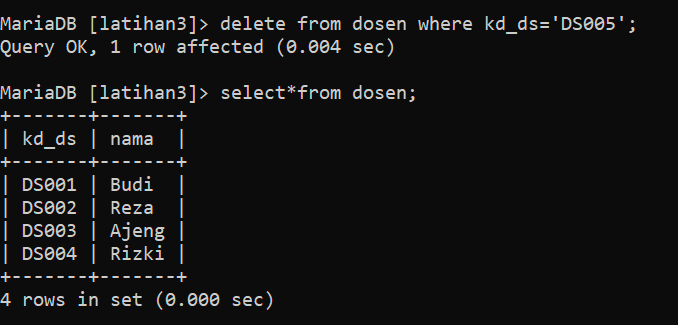 MariaDB [latihan3]> delete from dosen where kd_ds='DS005';
Query OK, 1 row affected (0.004 sec)

MariaDB [latihan3]> select*from dosen;
+-------+-------+
| kd_ds | nama  |
+-------+-------+
| DS001 | Budi  |
| DS002 | Reza  |
| DS003 | Ajeng |
| DS004 | Rizki |
+-------+-------+
4 rows in set (0.000 sec)